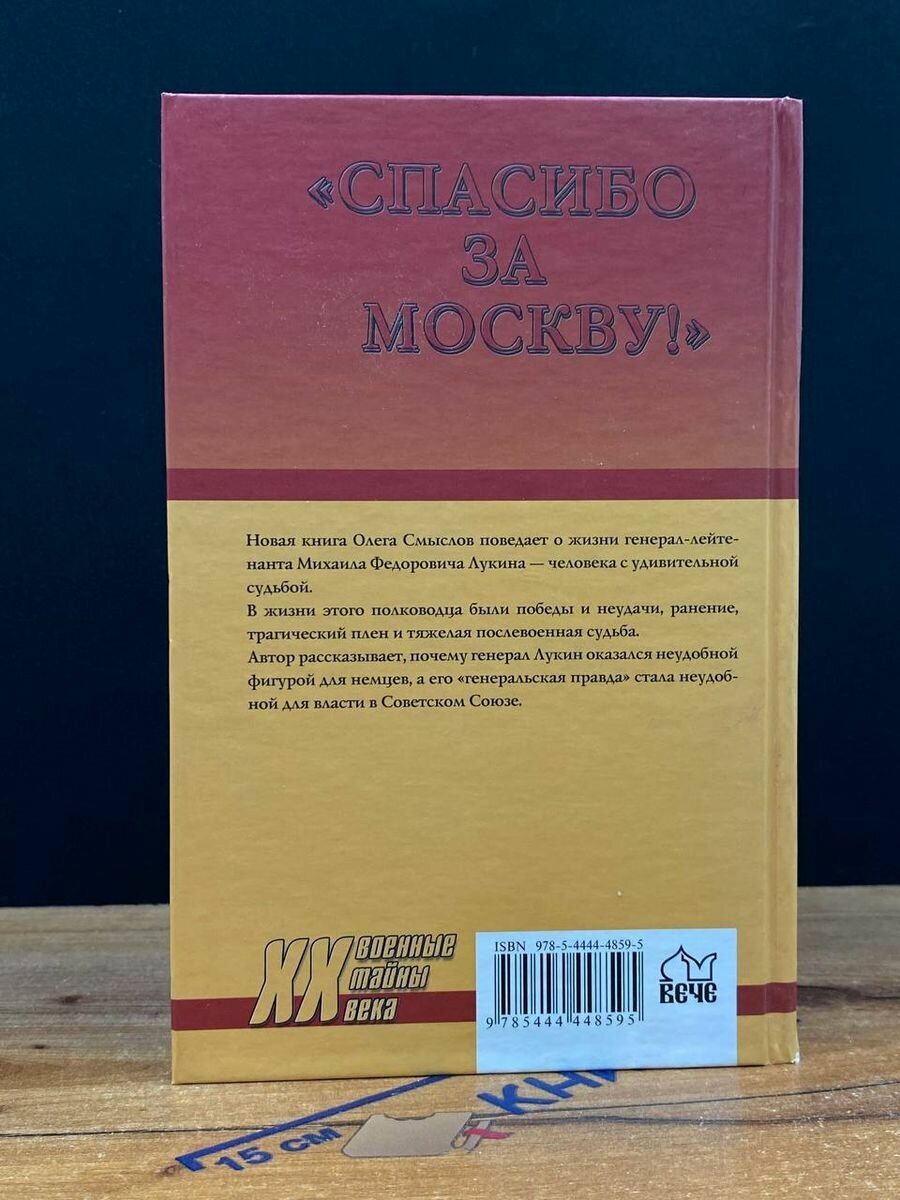 «СПАСИБО
ЗА
МОСКВУ!»
Новая книга Олега Смыслов поведает о жизни генерал-лейте-
нанта Михаила Федоровича Лукина — человека с удивительной
судьбой.
В жизни этого полководца были победы и неудачи, ранение,
трагический плен и тяжелая послевоенная судьба.
Автор рассказывает, почему генерал Лукин оказался неудобной
фигурой для немцев, а его «генеральская правда» стала неудоб-
ной для власти в Советском Союзе.
XX ВОЕННЫЕ
ТАЙНЫ
ВЕКА
ISBN 978-5-4444-4859-5
9 785444 448595
ВЕЧЕ
15 см
КНИ